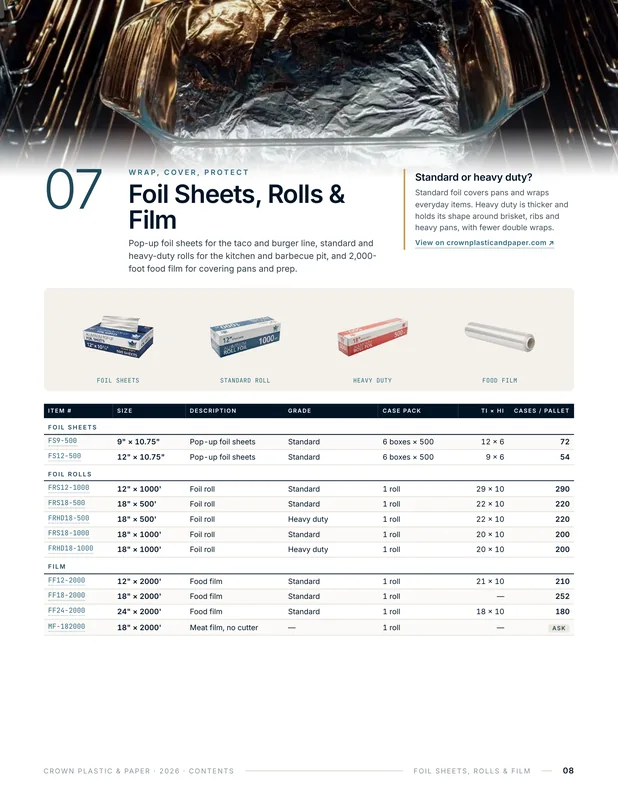 07
WRAP, COVER, PROTECT
Foil Sheets, Rolls &
Film
Pop-up foil sheets for the taco and burger line, standard and
heavy-duty rolls for the kitchen and barbecue pit, and 2,000-
foot food film for covering pans and prep.
Standard or heavy duty?
Standard foil covers pans and wraps
everyday items. Heavy duty is thicker and
holds its shape around brisket, ribs and
heavy pans, with fewer double wraps.
View on crownplasticandpaper.com ↗
12"x10.75"
12"
ROLL FOIL
1000
12"
ROLL FOIL
FOIL SHEETS
STANDARD ROLL
HEAVY DUTY
FOOD FILM
ITEM # SIZE DESCRIPTION GRADE CASE PACK TI × HI CASES / PALLET
FOIL SHEETS
FS9-500 9" × 10.75" Pop-up foil sheets Standard 6 boxes × 500 12 × 6 72
FS12-500 12" × 10.75" Pop-up foil sheets Standard 6 boxes × 500 9 × 6 54
FOIL ROLLS
FRS12-1000 12" × 1000' Foil roll Standard 1 roll 29 × 10 290
FRS18-500 18" × 500' Foil roll Standard 1 roll 22 × 10 220
FRHD18-500 18" × 500' Foil roll Heavy duty 1 roll 22 × 10 220
FRS18-1000 18" × 1000' Foil roll Standard 1 roll 20 × 10 200
FRHD18-1000 18" × 1000' Foil roll Heavy duty 1 roll 20 × 10 200
FILM
FF12-2000 12" × 2000' Food film Standard 1 roll 21 × 10 210
FF18-2000 18" × 2000' Food film Standard 1 roll — 252
FF24-2000 24" × 2000' Food film Standard 1 roll 18 × 10 180
MF-182000 18" × 2000' Meat film, no cutter — 1 roll — ASK
CROWN PLASTIC & PAPER · 2026 · CONTENTS
FOIL SHEETS, ROLLS & FILM — 08